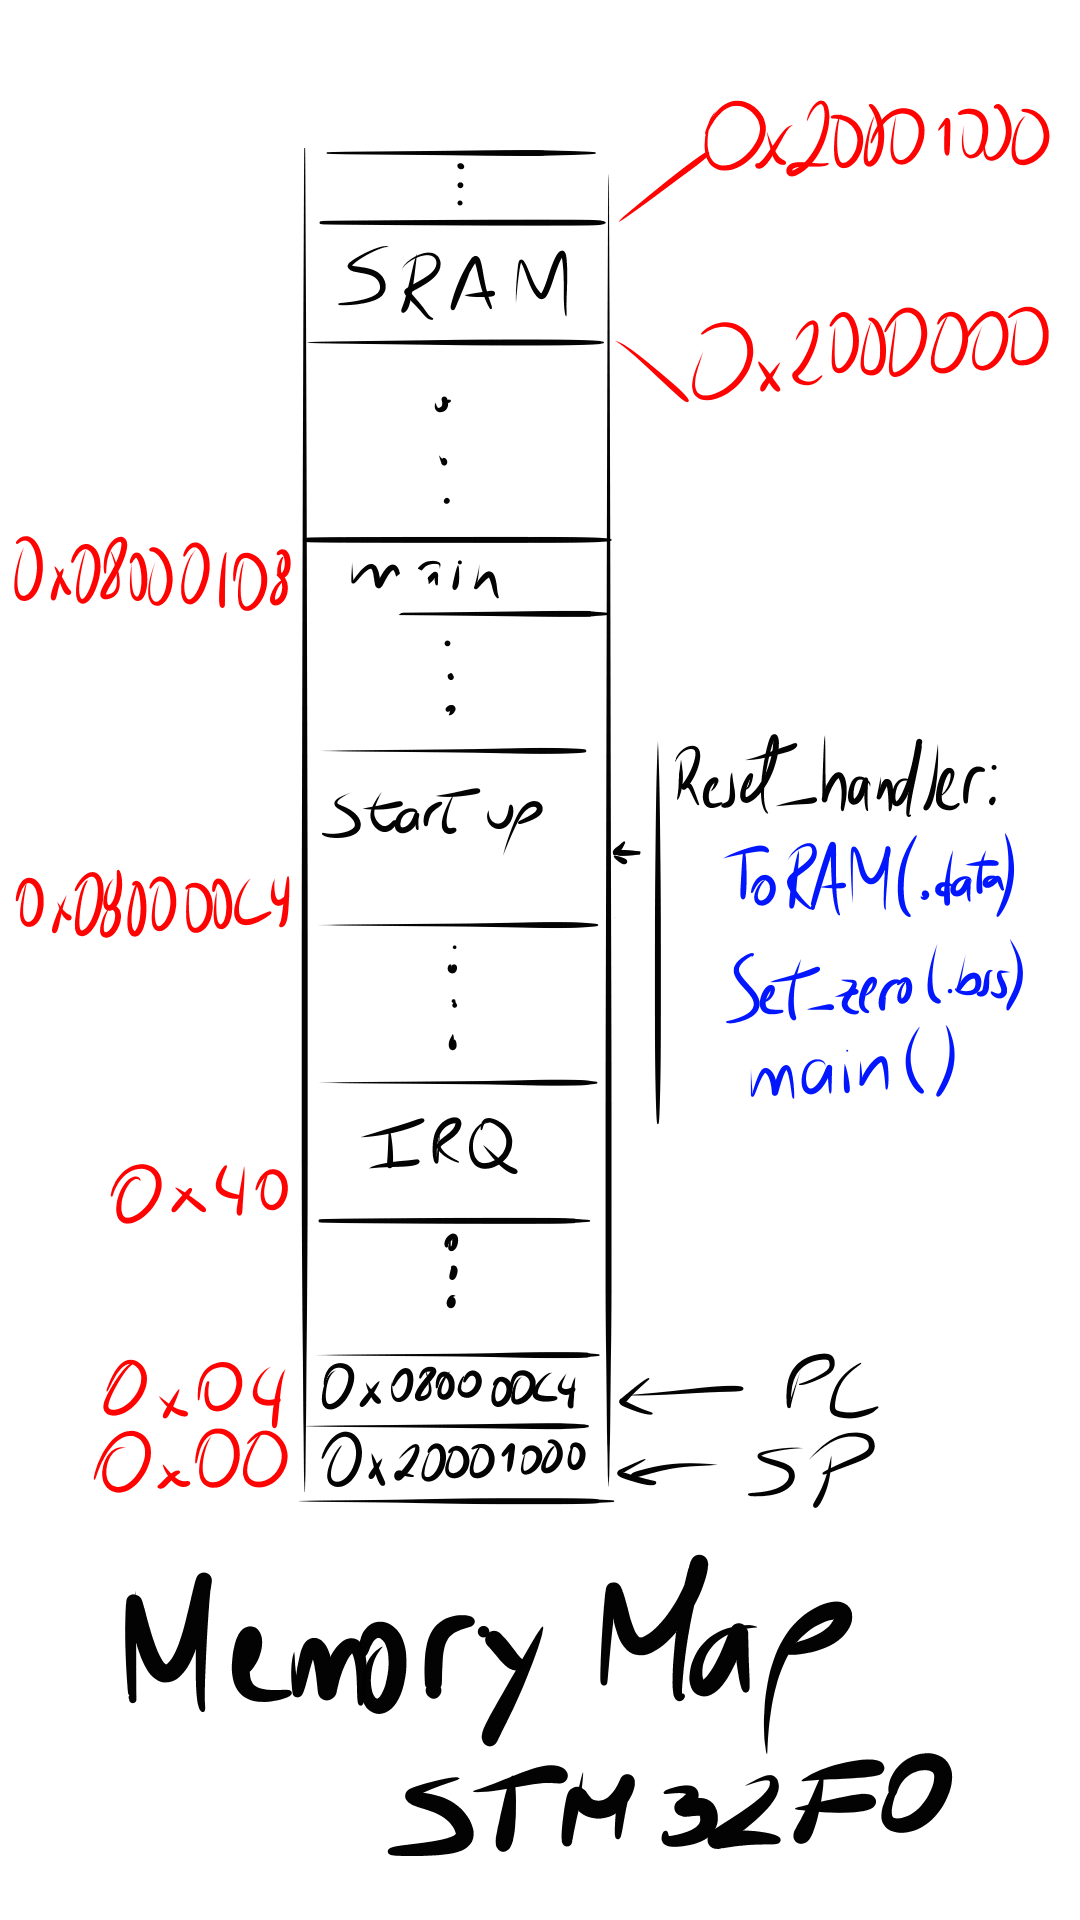 0x20001000
SRAM
0x2000000
0x08000108
main
Reset_handler:
Start up
ToRAM(.data)
0x080000C4
Set_zero(.bss)
main()
IRQ
0x40
0x04
0x080000C4
PC
0x00
0x20001000
SP
Memory Map
STM32F0